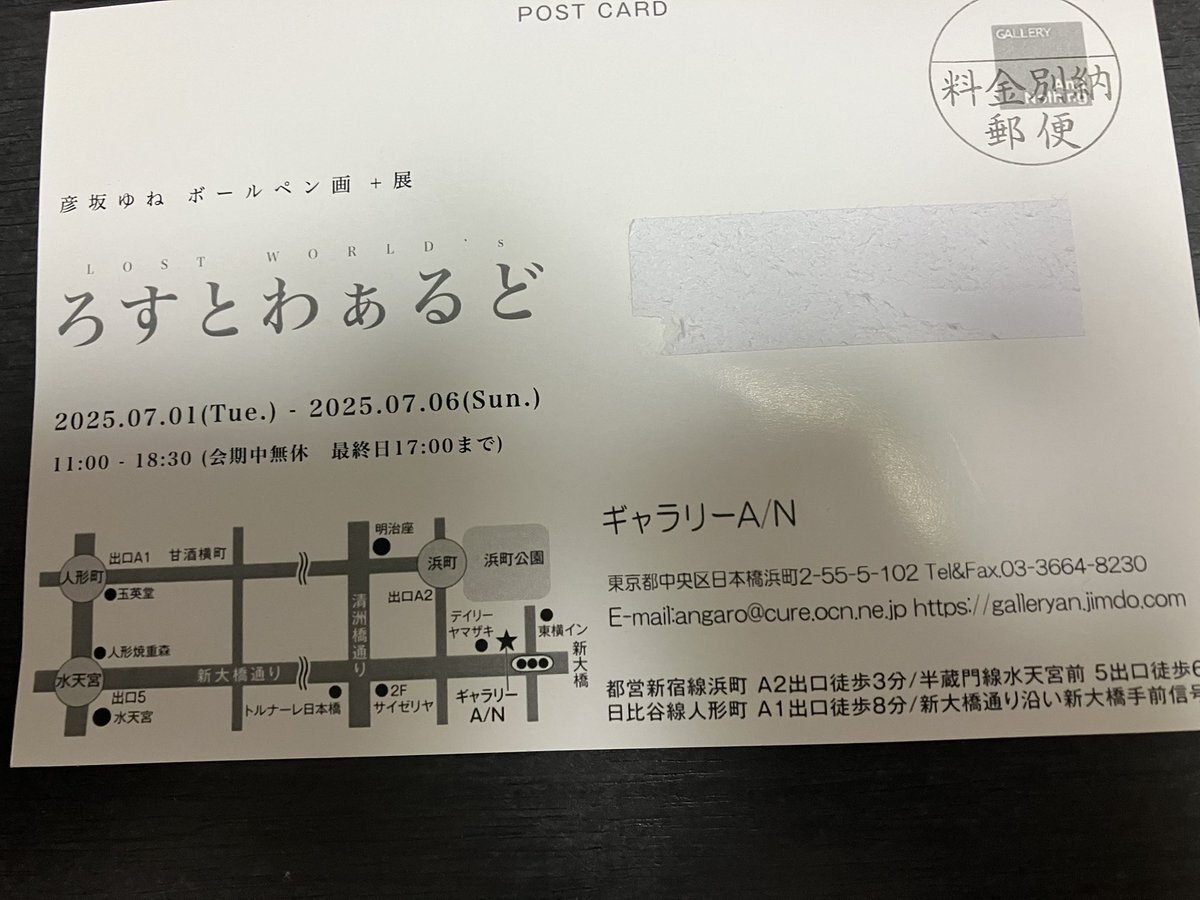 POST CARD
GALLERY
料金別納
郵便
彦坂ゆね ボールペン画 + 展
LOST WORLD's
ろすとわぁるど
2025.07.01(Tue.) - 2025.07.06(Sun.)
11:00 - 18:30 (会期中無休 最終日17:00まで)
ギャラリーA/N
東京都中央区日本橋浜町2-55-5-102 Tel&Fax.03-3664-8230
E-mail:angaro@cure.ocn.ne.jp https://galleryan.jimdo.com
都営新宿線浜町 A2出口徒歩3分/半蔵門線水天宮前 5出口徒歩6
日比谷線人形町 A1出口徒歩8分/新大橋通り沿い新大橋手前信号
人形町
出口A1
甘酒横町
明治座
浜町
浜町公園
玉英堂
出口A2
清洲橋通り
デイリー
ヤマザキ
東横イン
人形焼重森
新大橋通り
新大橋
水天宮
出口5
水天宮
トルナーレ日本橋
2F
サイゼリヤ
ギャラリー
A/N